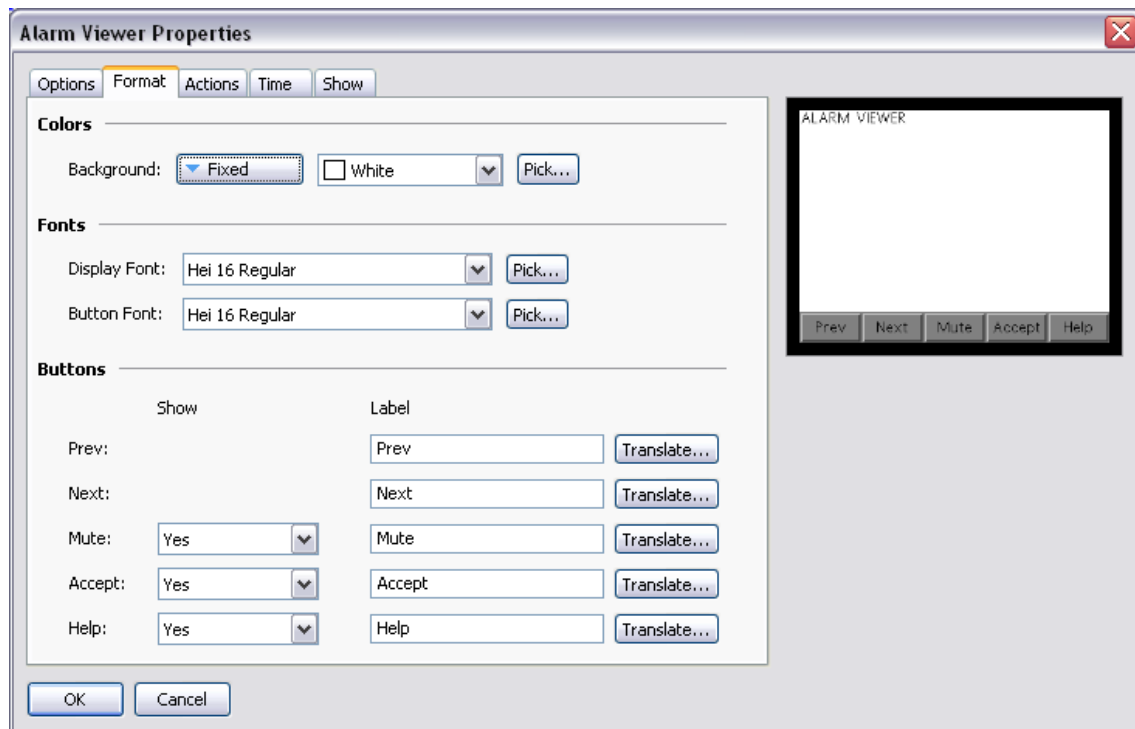 Alarm Viewer Properties
Options Format Actions Time Show
Colors
Background: Fixed White Pick...
Fonts
Display Font: Hei 16 Regular Pick...
Button Font: Hei 16 Regular Pick...
Buttons
Show Label
Prev: Prev Translate...
Next: Next Translate...
Mute: Yes Mute Translate...
Accept: Yes Accept Translate...
Help: Yes Help Translate...
OK Cancel
ALARM VIEWER
Prev Next Mute Accept Help